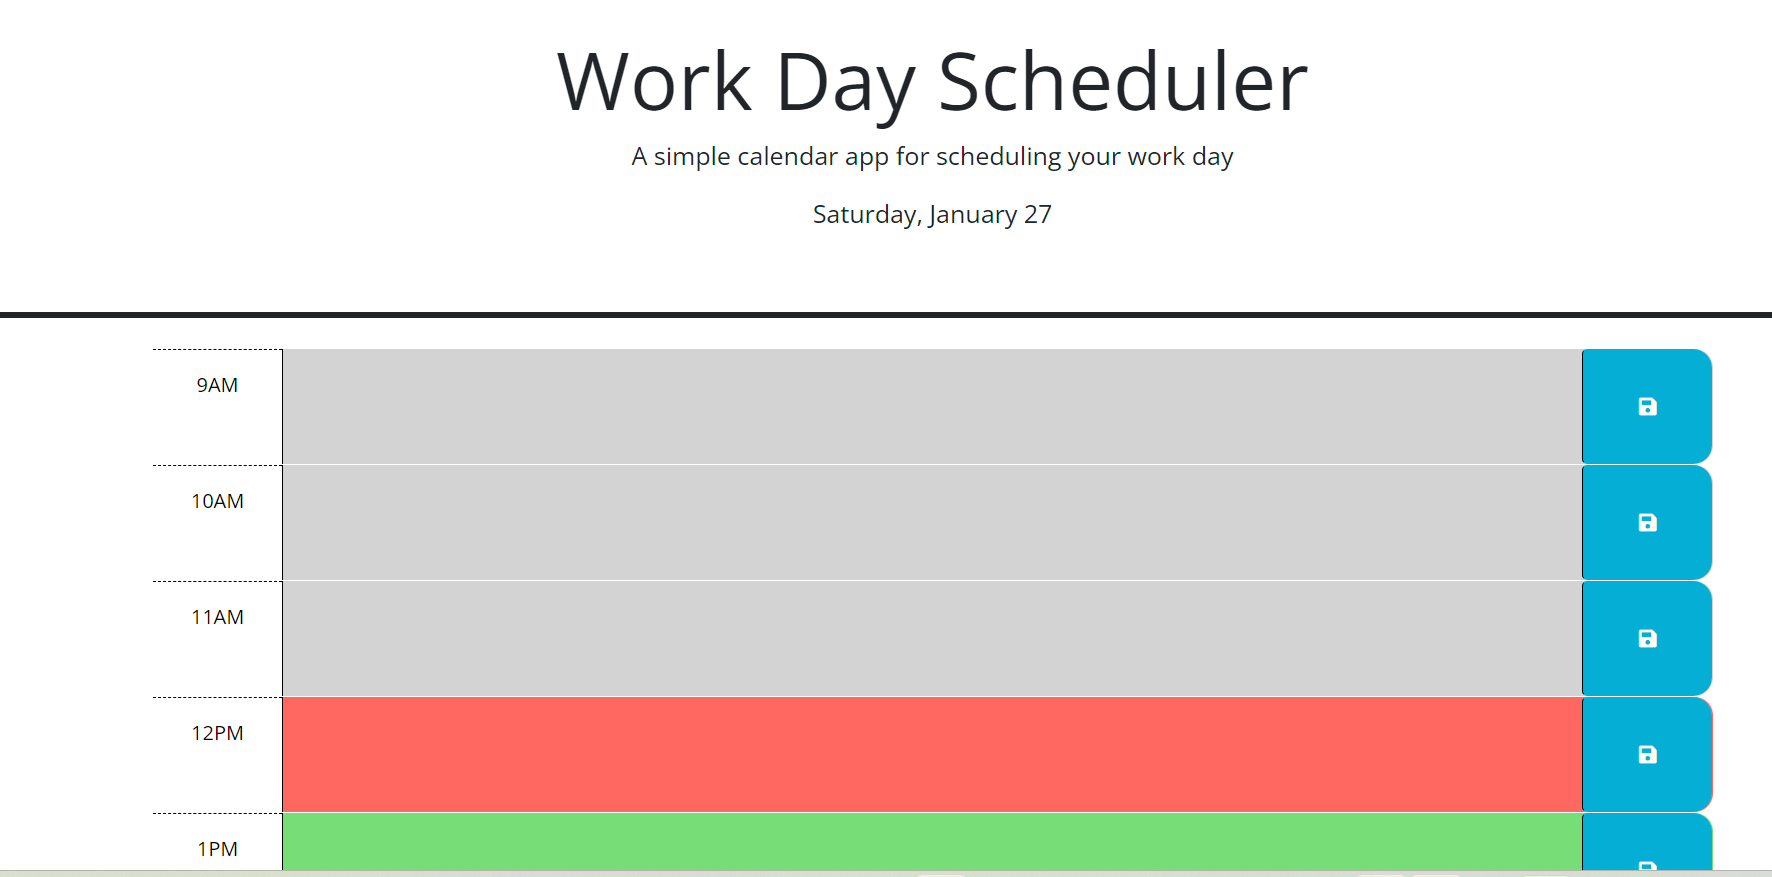 Work Day Scheduler
A simple calendar app for scheduling your work day
Saturday, January 27
9AM
10AM
11AM
12PM
1PM